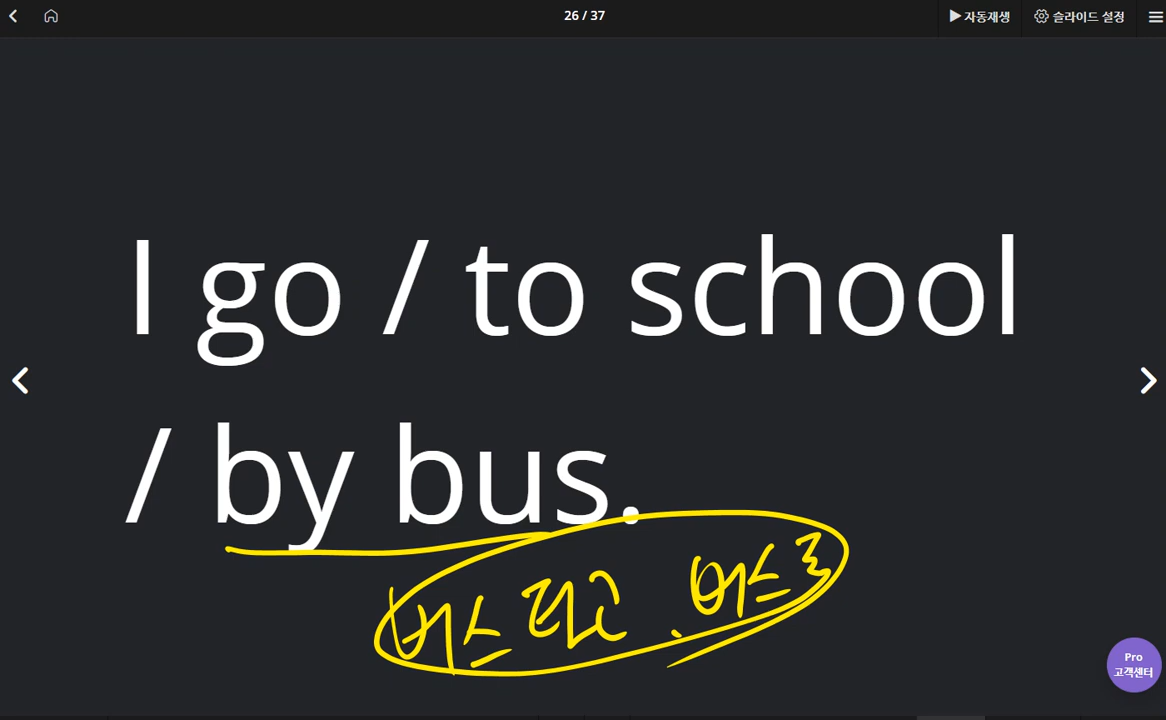 26 / 37
▶ 자동재생
슬라이드 설정
I go / to school
/ by bus.
버스 타고. 버스로
Pro
고객센터